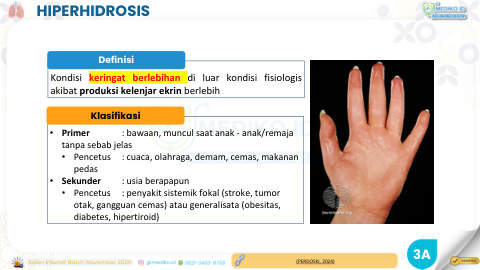 HIPERHIDROSIS
MEDIKO.ID
Definisi
Kondisi keringat berlebihan di luar kondisi fisiologis
akibat produksi kelenjar ekrin berlebih
Klasifikasi
• Primer : bawaan, muncul saat anak - anak/remaja
tanpa sebab jelas
• Pencetus : cuaca, olahraga, demam, cemas, makanan
pedas
• Sekunder : usia berapapun
• Pencetus : penyakit sistemik fokal (stroke, tumor
otak, gangguan cemas) atau generalisata (obesitas,
diabetes, hipertiroid)
(PERDOSKI, 2024)
3A